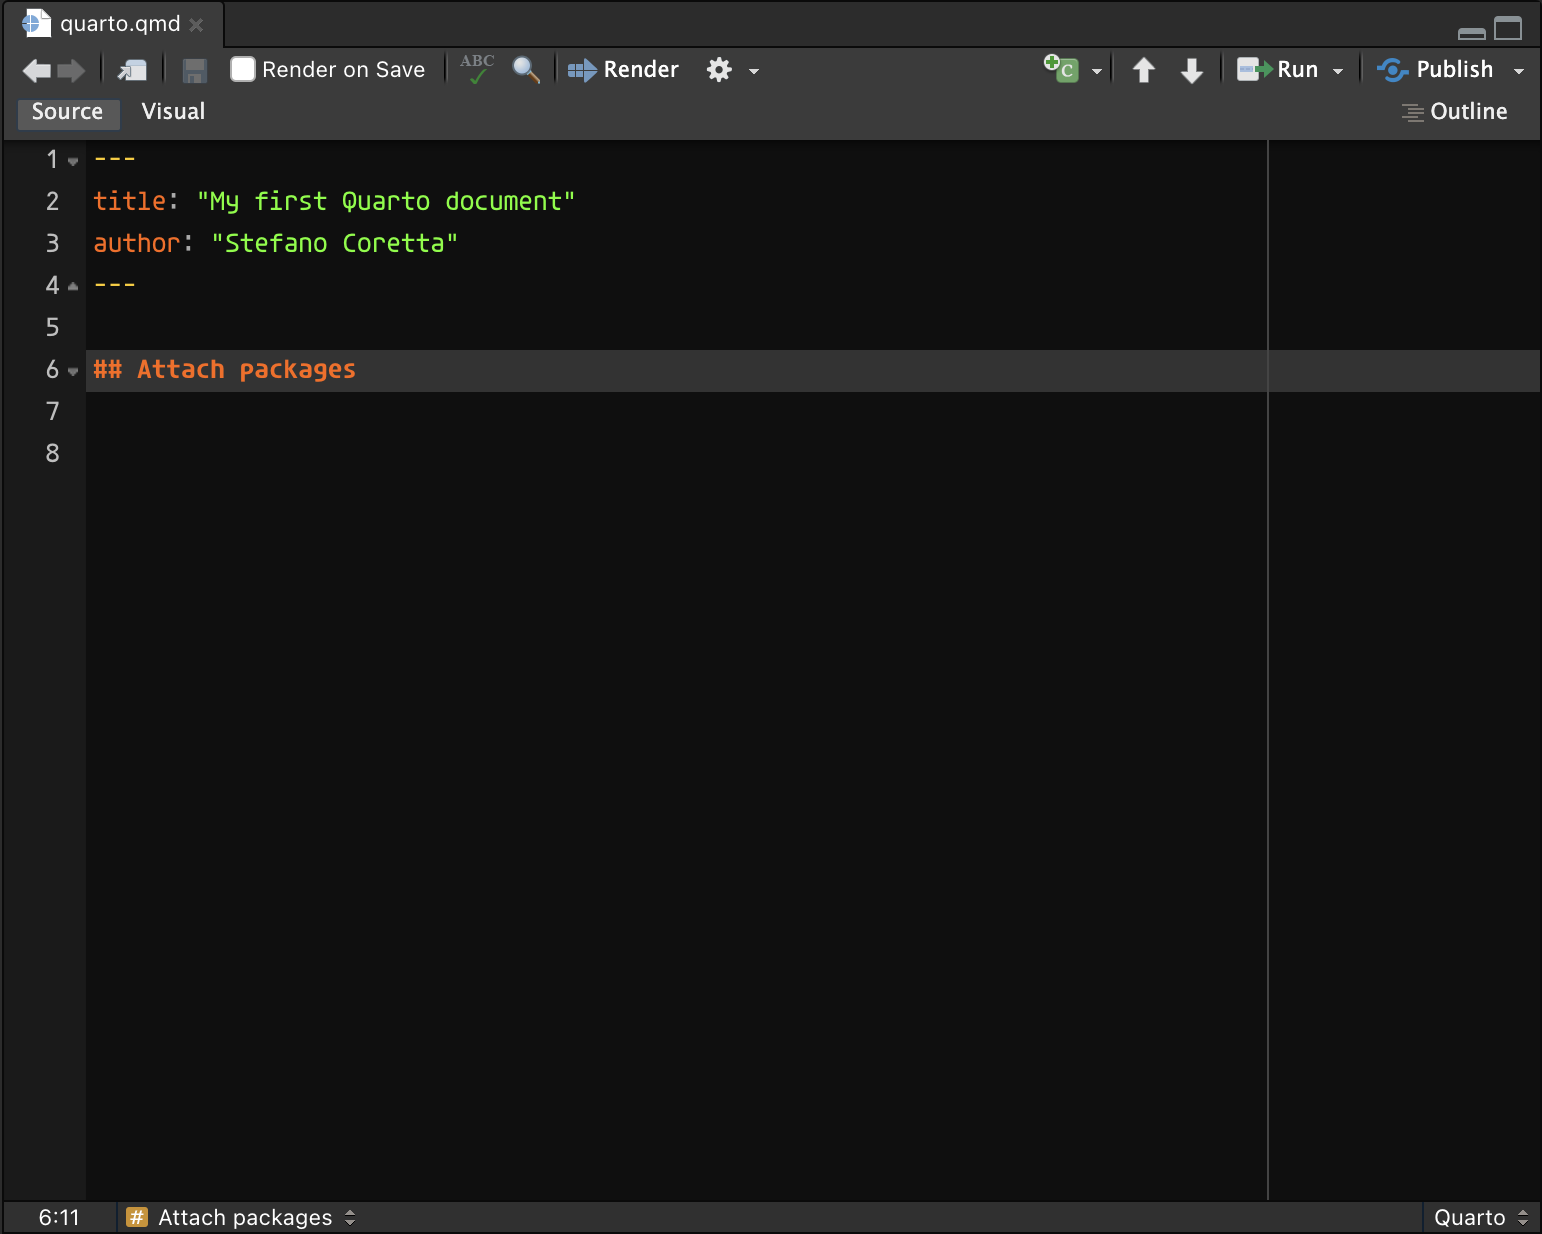 quarto.qmd
Render on Save
ABC
Render
C
Run
Publish
Source
Visual
Outline
1
---
2
title: "My first Quarto document"
3
author: "Stefano Coretta"
4
---
5
6
## Attach packages
7
8
6:11
# Attach packages
Quarto